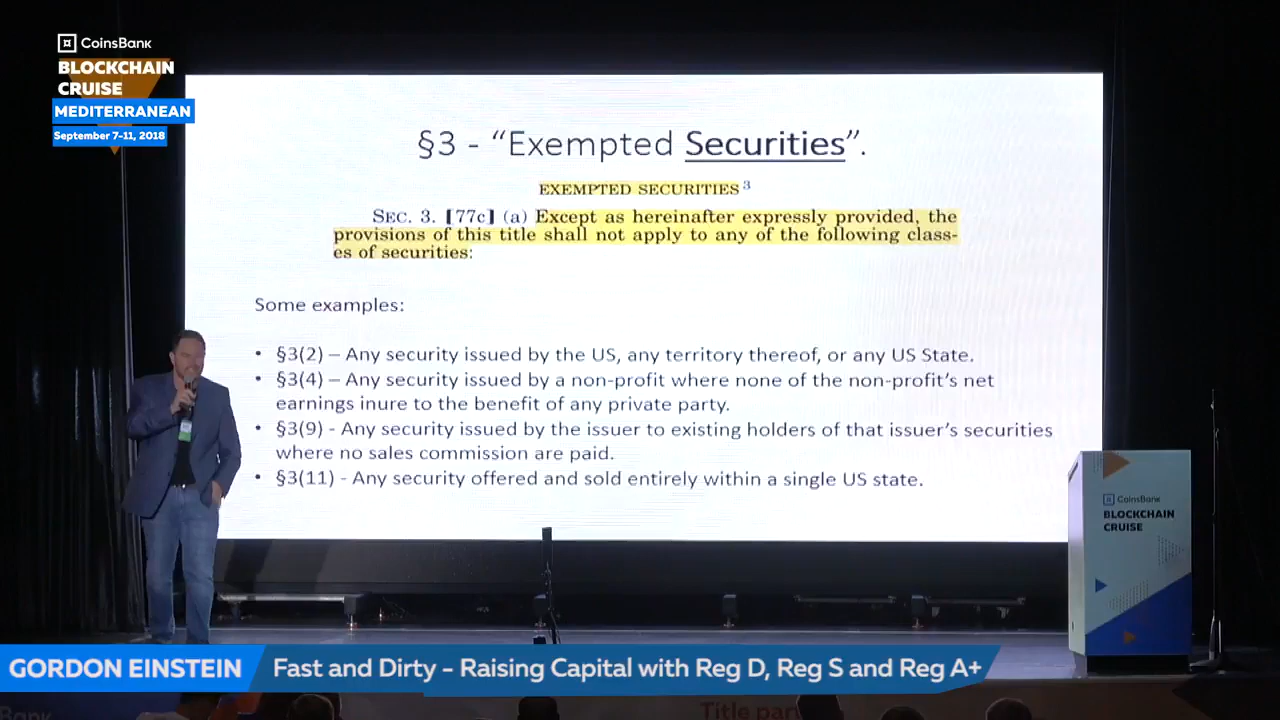 CoinsBank
BLOCKCHAIN
CRUISE
MEDITERRANEAN
September 7-11, 2018
§3 - “Exempted Securities”.
EXEMPTED SECURITIES 3
SEC. 3. [77c] (a) Except as hereinafter expressly provided, the
provisions of this title shall not apply to any of the following class-
es of securities:
Some examples:
• §3(2) – Any security issued by the US, any territory thereof, or any US State.
• §3(4) – Any security issued by a non-profit where none of the non-profit’s net
earnings inure to the benefit of any private party.
• §3(9) - Any security issued by the issuer to existing holders of that issuer’s securities
where no sales commission are paid.
• §3(11) - Any security offered and sold entirely within a single US state.
CoinsBank
BLOCKCHAIN
CRUISE
GORDON EINSTEIN
Fast and Dirty – Raising Capital with Reg D, Reg S and Reg A+
Bank
Title par